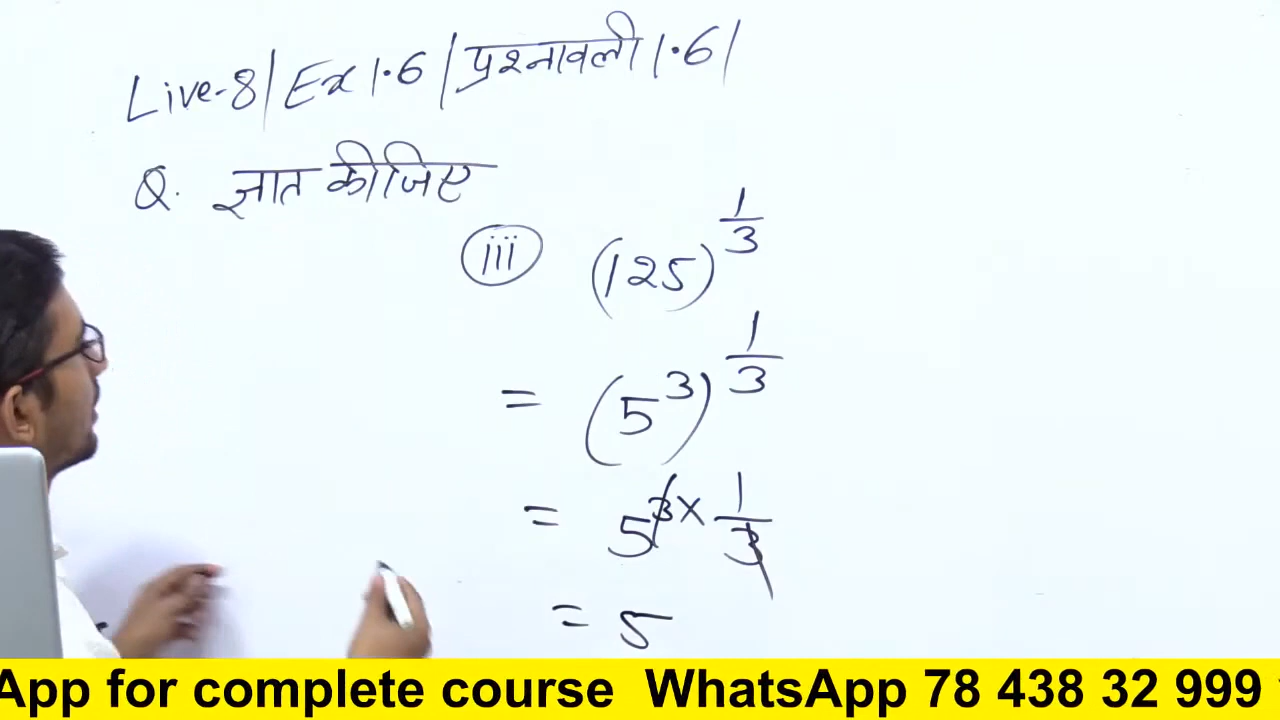 Live-8| Ex 1.6 | प्रश्नावली 1.6|
Q. ज्ञात कीजिए
iii (125)^1/3
= (5^3)^1/3
= 5^3 × 1/3
= 5
App for complete course WhatsApp 78 438 32 999